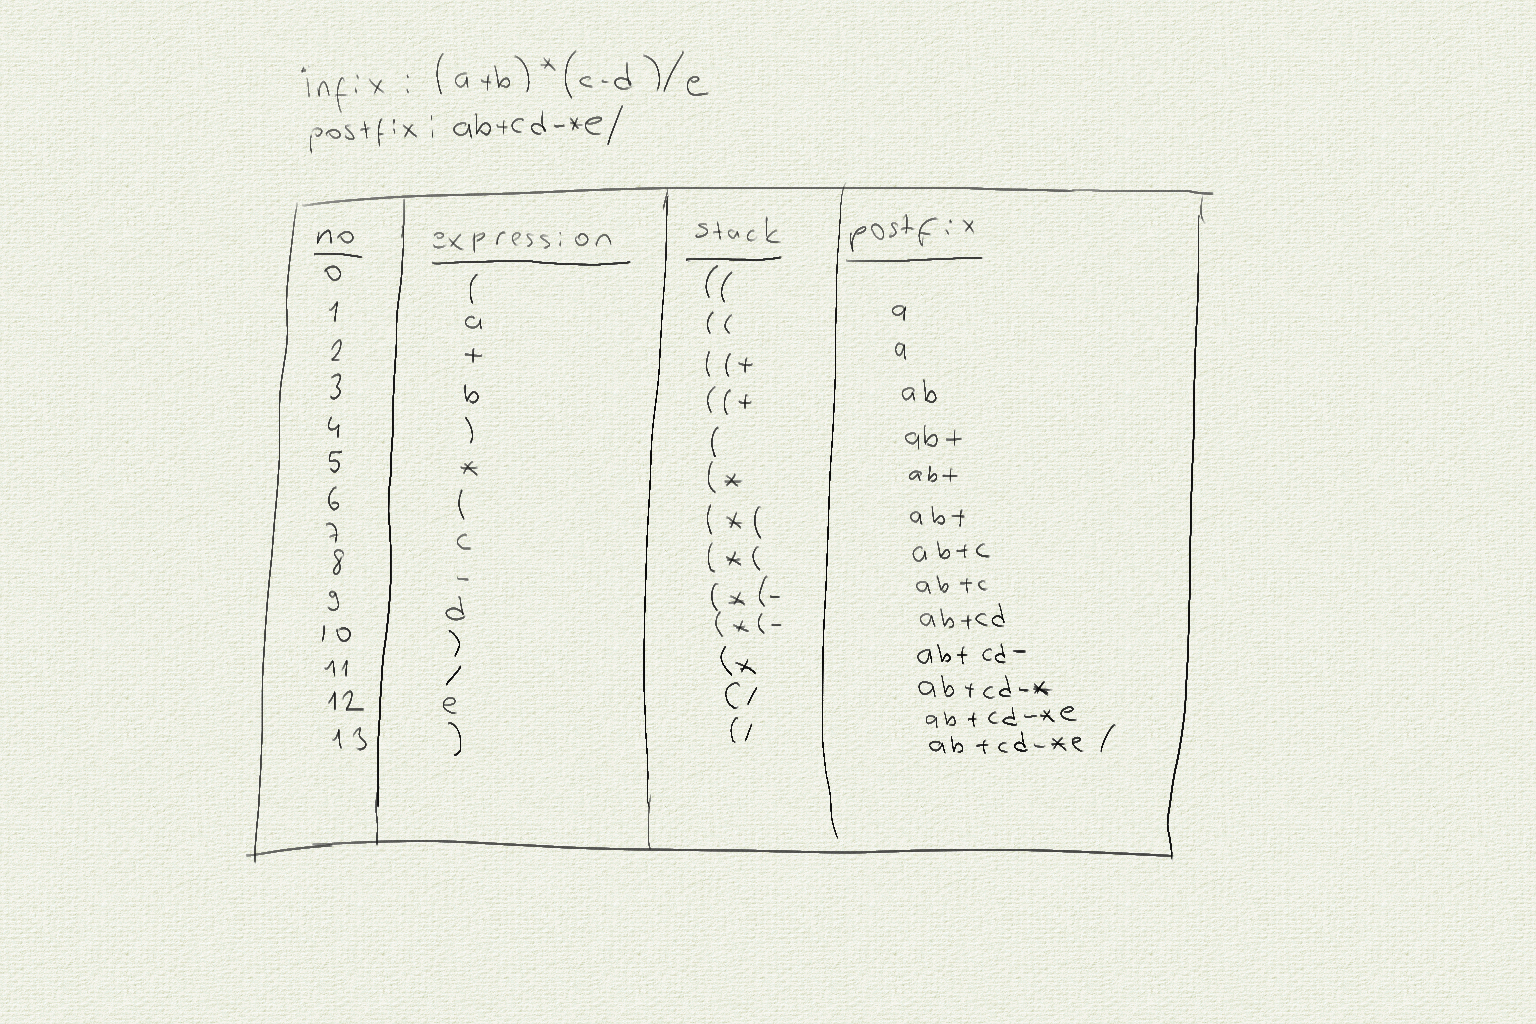 infix : (a+b)*(c-d)/e
postfix : ab+cd-*e/
no expression stack postfix
0 ( ((
1 a (( a
2 + ((+ a
3 b ((+ ab
4 ) ( ab+
5 * (* ab+
6 ( (*( ab+
7 c (*( ab+c
8 - (*(- ab+c
9 d (*(- ab+cd
10 ) (* ab+cd-
11 / (/ ab+cd-*
12 e (/ ab+cd-*e
13 ) ab+cd-*e/